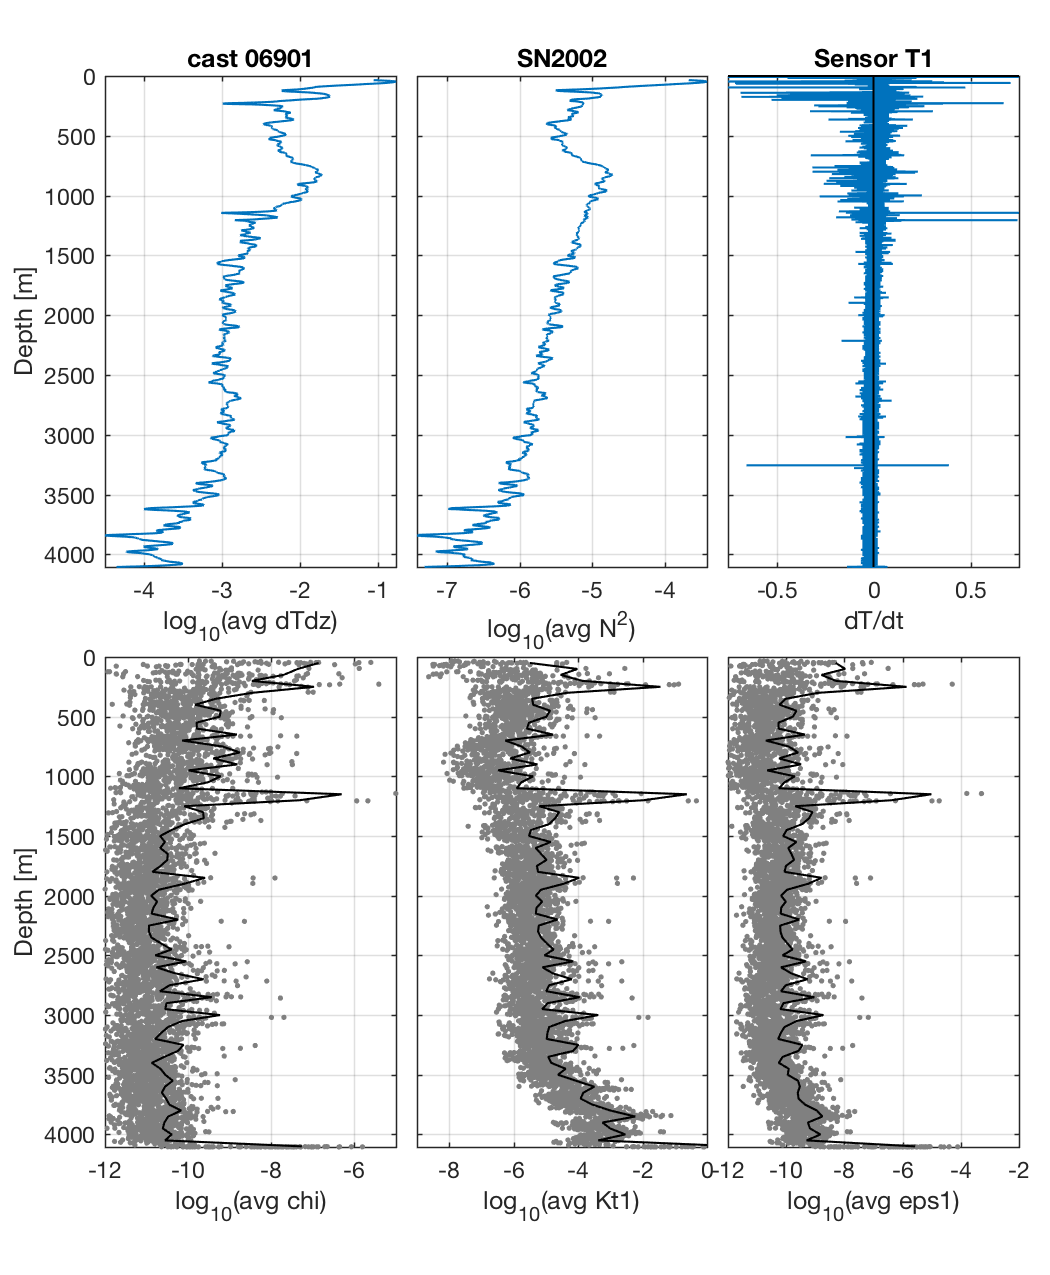 cast 06901 SN2002 Sensor T1
0
500
1000
1500
2000
2500
3000
3500
4000
Depth [m]
-4 -3 -2 -1 -7 -6 -5 -4 -0.5 0 0.5
log10(avg dTdz) log10(avg N2) dT/dt
0
500
1000
1500
2000
2500
3000
3500
4000
Depth [m]
-12 -10 -8 -6 -8 -6 -4 -2 0 -12 -10 -8 -6 -4 -2
log10(avg chi) log10(avg Kt1) log10(avg eps1)